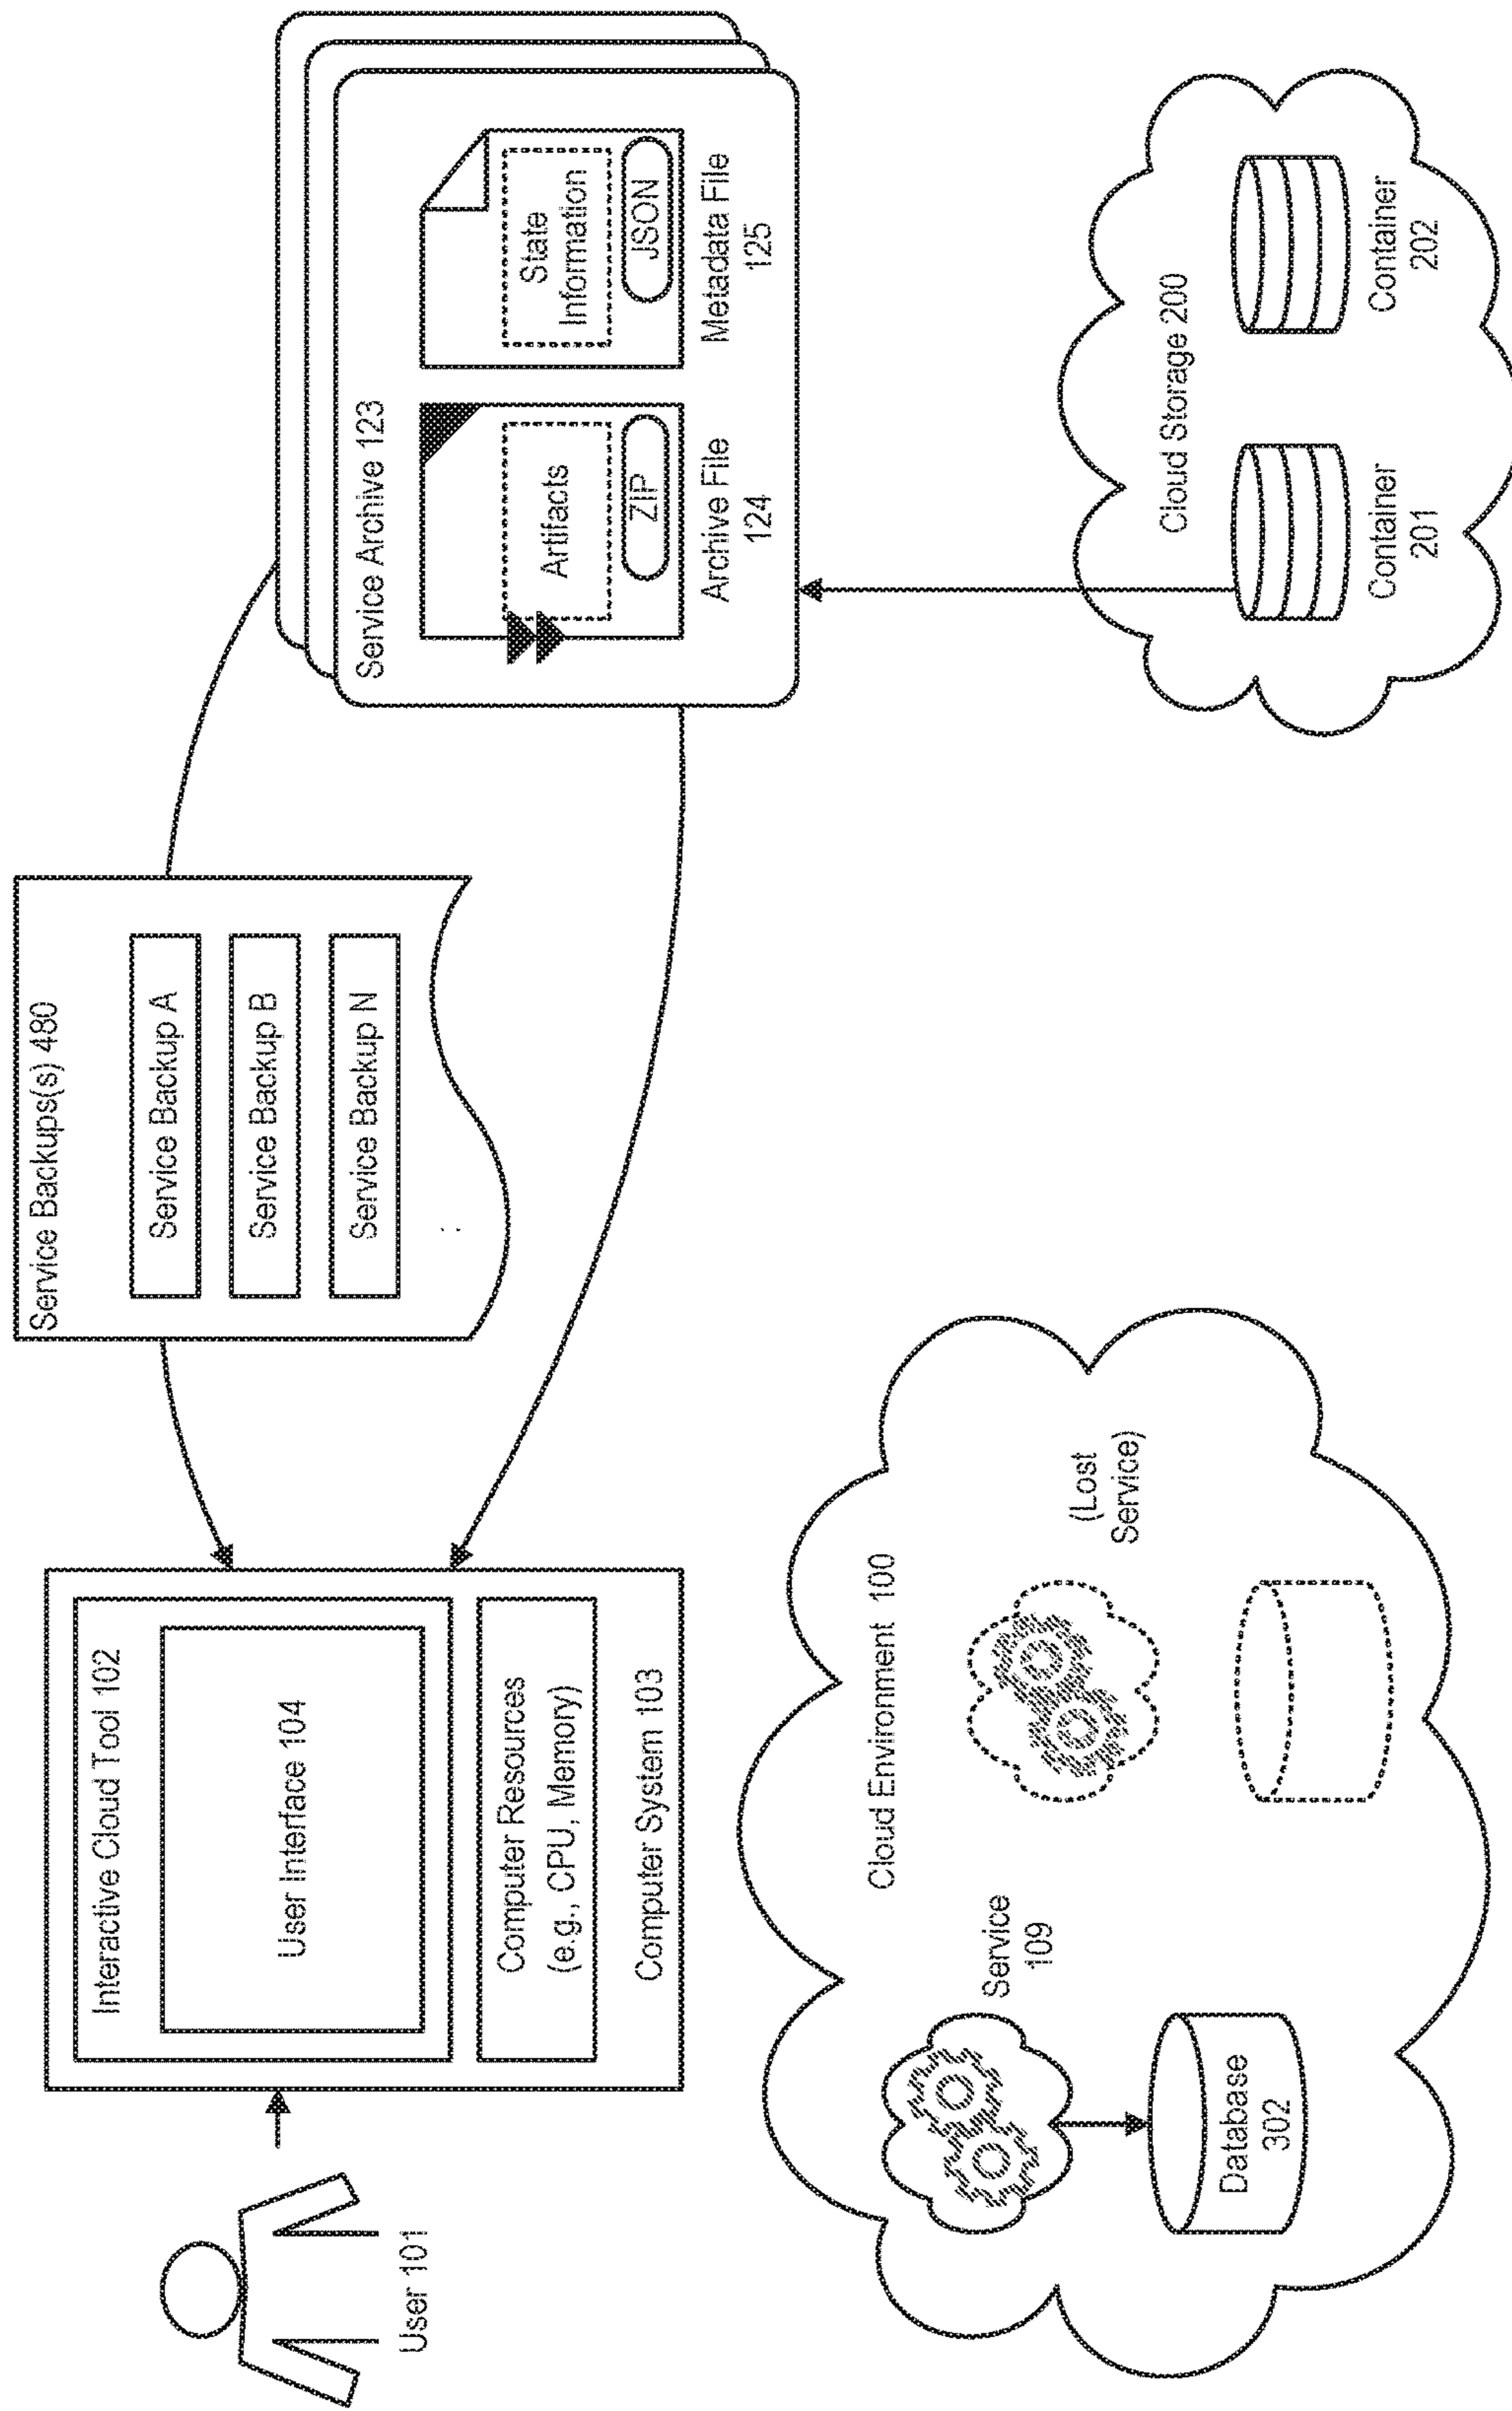 User 101
Interactive Cloud Tool 102
User Interface 104
Computer Resources
(e.g., CPU, Memory)
Computer System 103
Service Backups(s) 480
Service Backup A
Service Backup B
Service Backup N
Service Archive 123
Artifacts
ZIP
Archive File
124
State
Information
JSON
Metadata File
125
Cloud Environment 100
Service
109
Database
302
(Lost
Service)
Cloud Storage 200
Container
201
Container
202